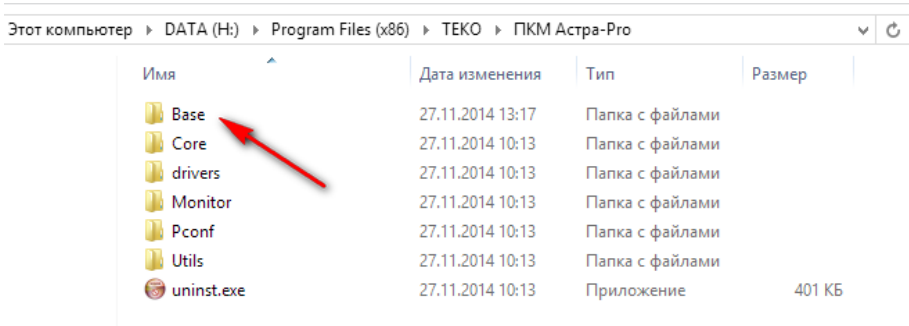 Этот компьютер ▸ DATA (H:) ▸ Program Files (x86) ▸ TEKO ▸ ПКМ Астра-Pro
Имя Дата изменения Тип Размер
Base 27.11.2014 13:17 Папка с файлами
Core 27.11.2014 10:13 Папка с файлами
drivers 27.11.2014 10:13 Папка с файлами
Monitor 27.11.2014 10:13 Папка с файлами
Pconf 27.11.2014 10:13 Папка с файлами
Utils 27.11.2014 10:13 Папка с файлами
uninst.exe 27.11.2014 10:13 Приложение 401 КБ